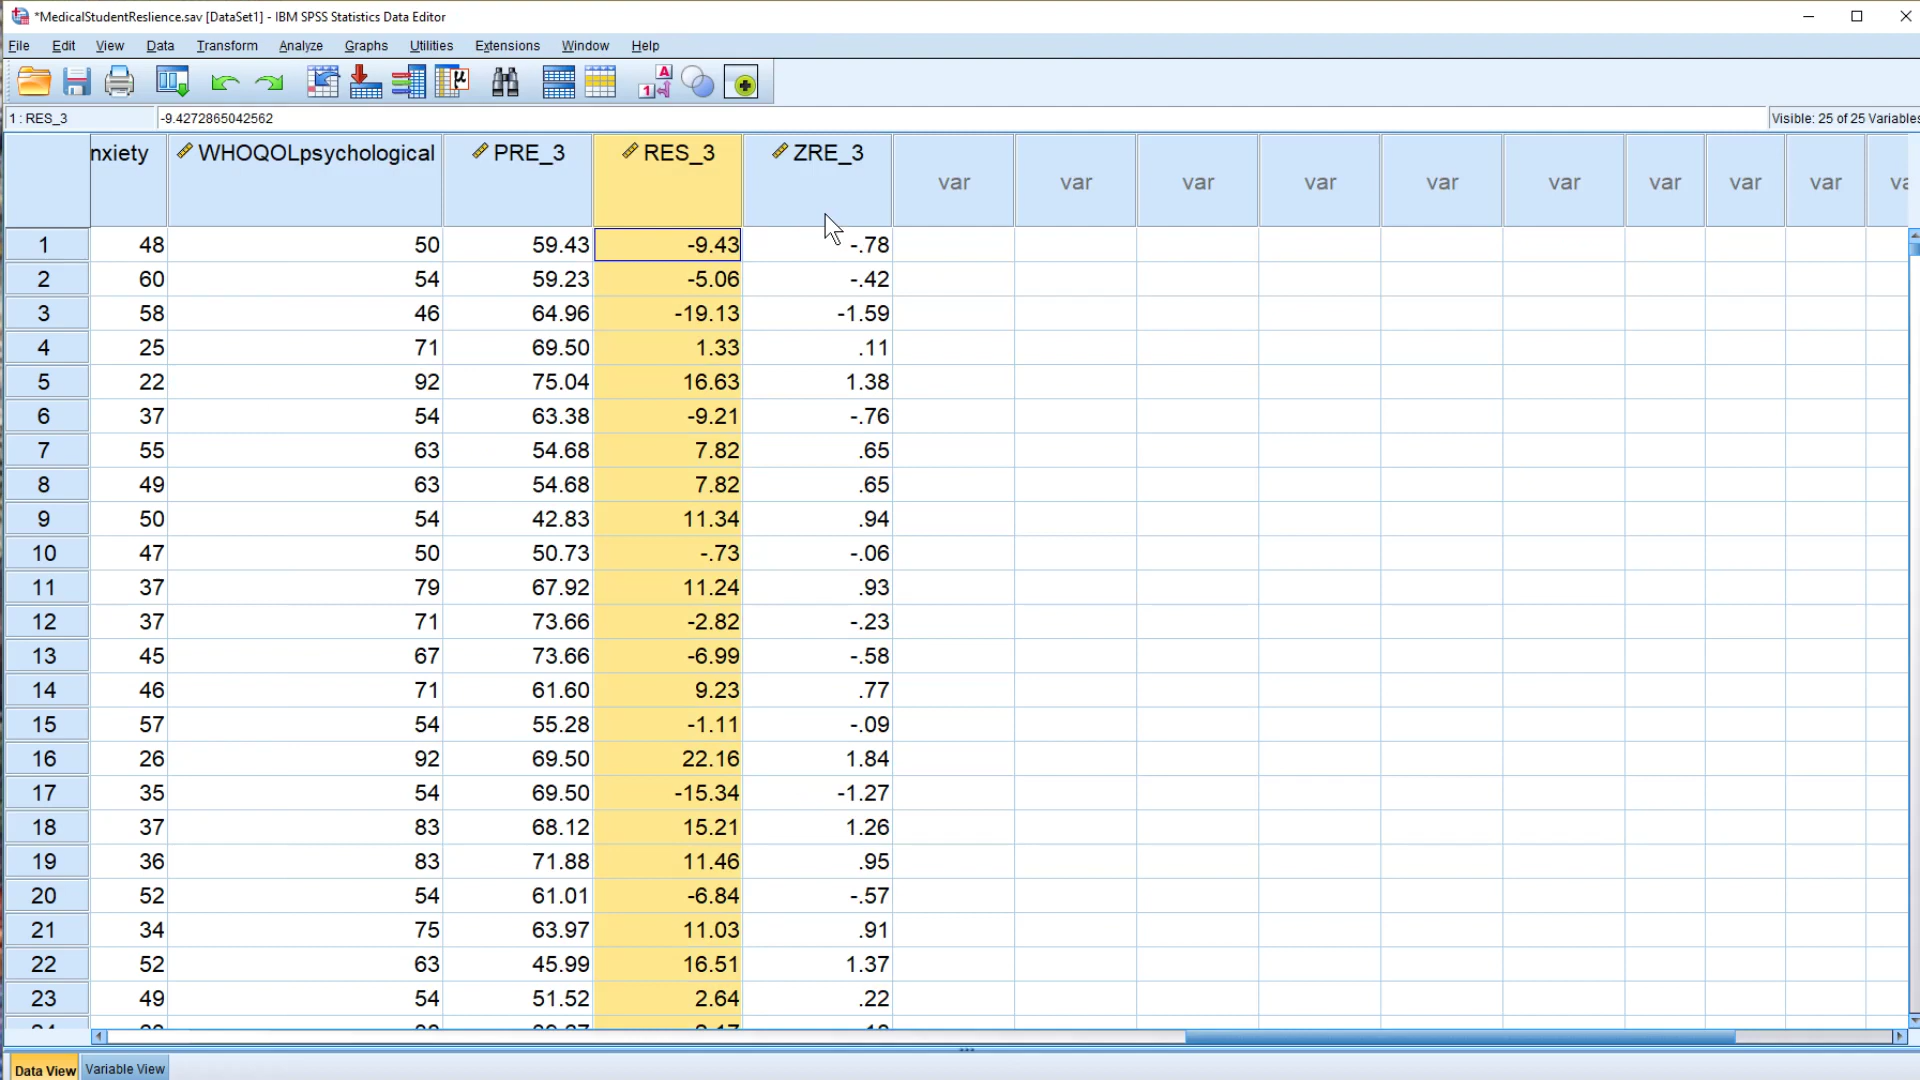 *MedicalStudentReslience.sav [DataSet1] - IBM SPSS Statistics Data Editor
File Edit View Data Transform Analyze Graphs Utilities Extensions Window Help
1 : RES_3 -9.4272865042562 Visible: 25 of 25 Variables
nxiety WHOQOLpsychological PRE_3 RES_3 ZRE_3 var var var var var var var var var va
1 48 50 59.43 -9.43 -.78
2 60 54 59.23 -5.06 -.42
3 58 46 64.96 -19.13 -1.59
4 25 71 69.50 1.33 .11
5 22 92 75.04 16.63 1.38
6 37 54 63.38 -9.21 -.76
7 55 63 54.68 7.82 .65
8 49 63 54.68 7.82 .65
9 50 54 42.83 11.34 .94
10 47 50 50.73 -.73 -.06
11 37 79 67.92 11.24 .93
12 37 71 73.66 -2.82 -.23
13 45 67 73.66 -6.99 -.58
14 46 71 61.60 9.23 .77
15 57 54 55.28 -1.11 -.09
16 26 92 69.50 22.16 1.84
17 35 54 69.50 -15.34 -1.27
18 37 83 68.12 15.21 1.26
19 36 83 71.88 11.46 .95
20 52 54 61.01 -6.84 -.57
21 34 75 63.97 11.03 .91
22 52 63 45.99 16.51 1.37
23 49 54 51.52 2.64 .22
Data View Variable View